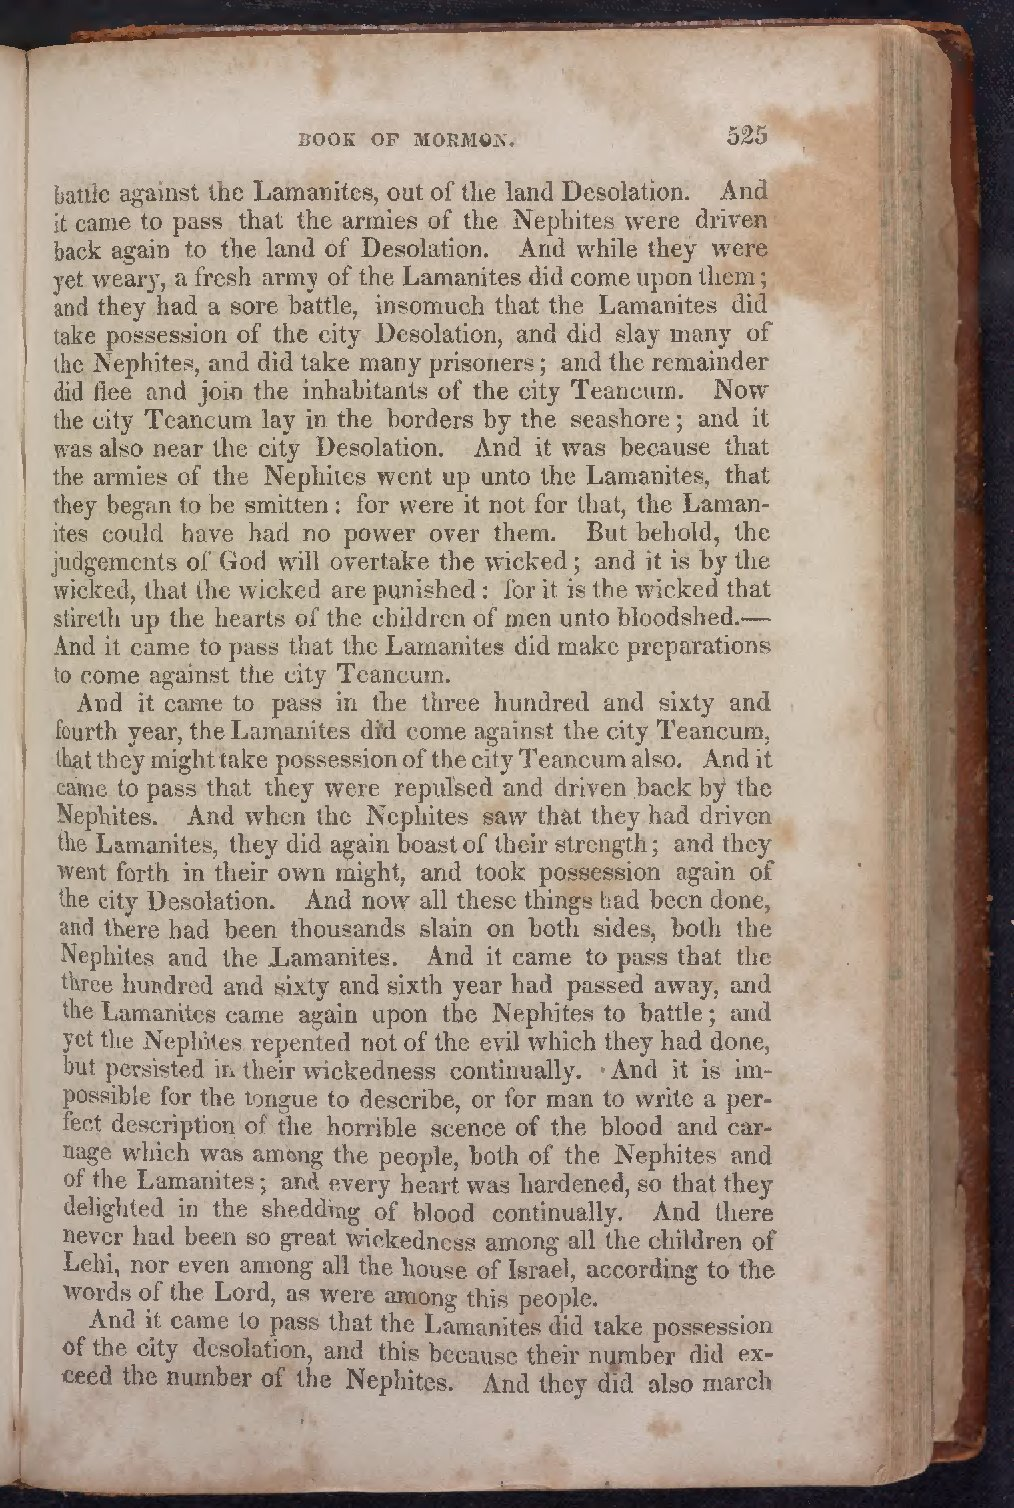 BOOK OF MORMON. 525
battle against the Lamanites, out of the land Desolation. And
it came to pass that the armies of the Nephites were driven
back again to the land of Desolation. And while they were
yet weary, a fresh army of the Lamanites did come upon them;
and they had a sore battle, insomuch that the Lamanites did
take possession of the city Desolation, and did slay many of
the Nephites, and did take many prisoners; and the remainder
did flee and join the inhabitants of the city Teancum. Now
the city Teancum lay in the borders by the seashore; and it
was also near the city Desolation. And it was because that
the armies of the Nephites went up unto the Lamanites, that
they began to be smitten: for were it not for that, the Laman-
ites could have had no power over them. But behold, the
judgements of God will overtake the wicked; and it is by the
wicked, that the wicked are punished: for it is the wicked that
stireth up the hearts of the children of men unto bloodshed.—
And it came to pass that the Lamanites did make preparations
to come against the city Teancum.
And it came to pass in the three hundred and sixty and
fourth year, the Lamanites did come against the city Teancum,
that they might take possession of the city Teancum also. And it
came to pass that they were repulsed and driven back by the
Nephites. And when the Nephites saw that they had driven
the Lamanites, they did again boast of their strength; and they
went forth in their own might, and took possession again of
the city Desolation. And now all these things had been done,
and there had been thousands slain on both sides, both the
Nephites and the Lamanites. And it came to pass that the
three hundred and sixty and sixth year had passed away, and
the Lamanites came again upon the Nephites to battle; and
yet the Nephites repented not of the evil which they had done,
but persisted in their wickedness continually. And it is im-
possible for the tongue to describe, or for man to write a per-
fect description of the horrible scence of the blood and car-
nage which was among the people, both of the Nephites and
of the Lamanites; and every heart was hardened, so that they
delighted in the shedding of blood continually. And there
never had been so great wickedness among all the children of
Lehi, nor even among all the house of Israel, according to the
words of the Lord, as were among this people.
And it came to pass that the Lamanites did take possession
of the city desolation, and this because their number did ex-
ceed the number of the Nephites. And they did also march